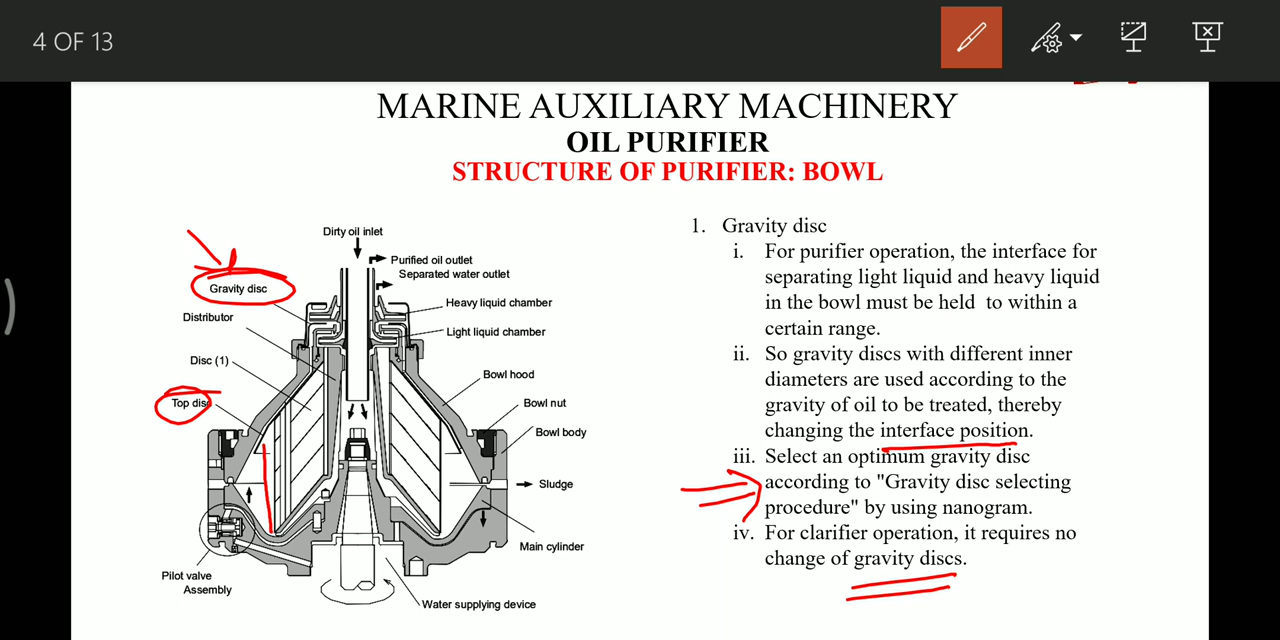 4 OF 13
MARINE AUXILIARY MACHINERY
OIL PURIFIER
STRUCTURE OF PURIFIER: BOWL
Dirty oil inlet
Purified oil outlet
Separated water outlet
Gravity disc
Heavy liquid chamber
Distributor
Light liquid chamber
Disc (1)
Bowl hood
Top disc
Bowl nut
Bowl body
Sludge
Main cylinder
Pilot valve
Assembly
Water supplying device
1. Gravity disc
i. For purifier operation, the interface for
separating light liquid and heavy liquid
in the bowl must be held to within a
certain range.
ii. So gravity discs with different inner
diameters are used according to the
gravity of oil to be treated, thereby
changing the interface position.
iii. Select an optimum gravity disc
according to "Gravity disc selecting
procedure" by using nanogram.
iv. For clarifier operation, it requires no
change of gravity discs.